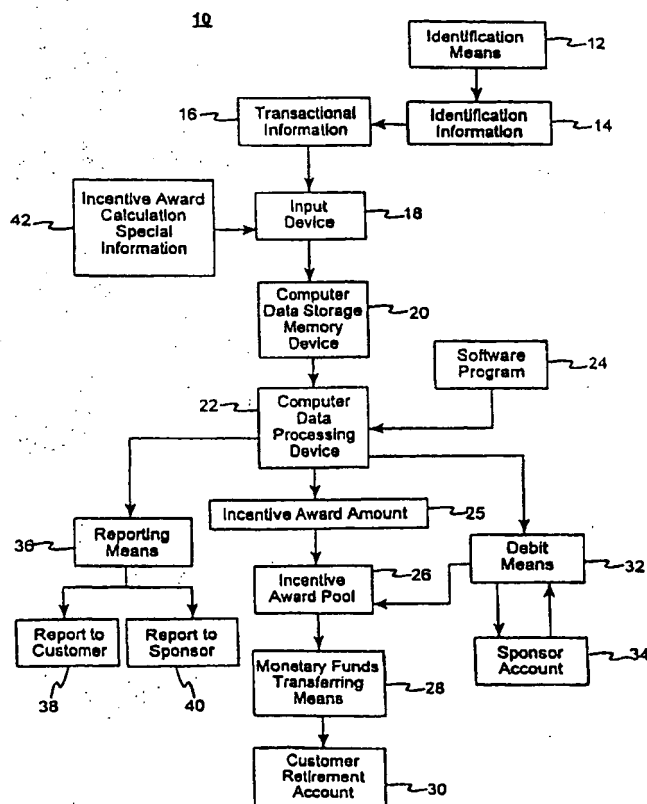 10
Identification
Means
12
16
Transactional
Information
Identification
Information
14
42
Incentive Award
Calculation
Special
Information
Input
Device
18
Computer
Data Storage
Memory
Device
20
Software
Program
24
22
Computer
Data
Processing
Device
36
Reporting
Means
Incentive Award Amount
25
Incentive
Award Pool
26
Debit
Means
32
Report to
Customer
38
Report to
Sponsor
40
Monetary Funds
Transferring
Means
28
Sponsor
Account
34
Customer
Retirement
Account
30